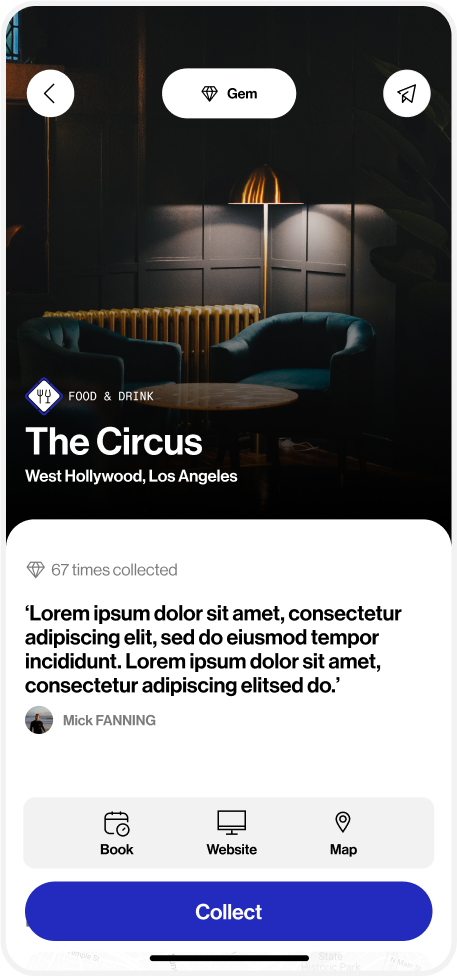 Gem
FOOD & DRINK
The Circus
West Hollywood, Los Angeles
67 times collected
‘Lorem ipsum dolor sit amet, consectetur
adipiscing elit, sed do eiusmod tempor
incididunt. Lorem ipsum dolor sit amet,
consectetur adipiscing elitsed do.’
Mick FANNING
Book Website Map
Collect
State